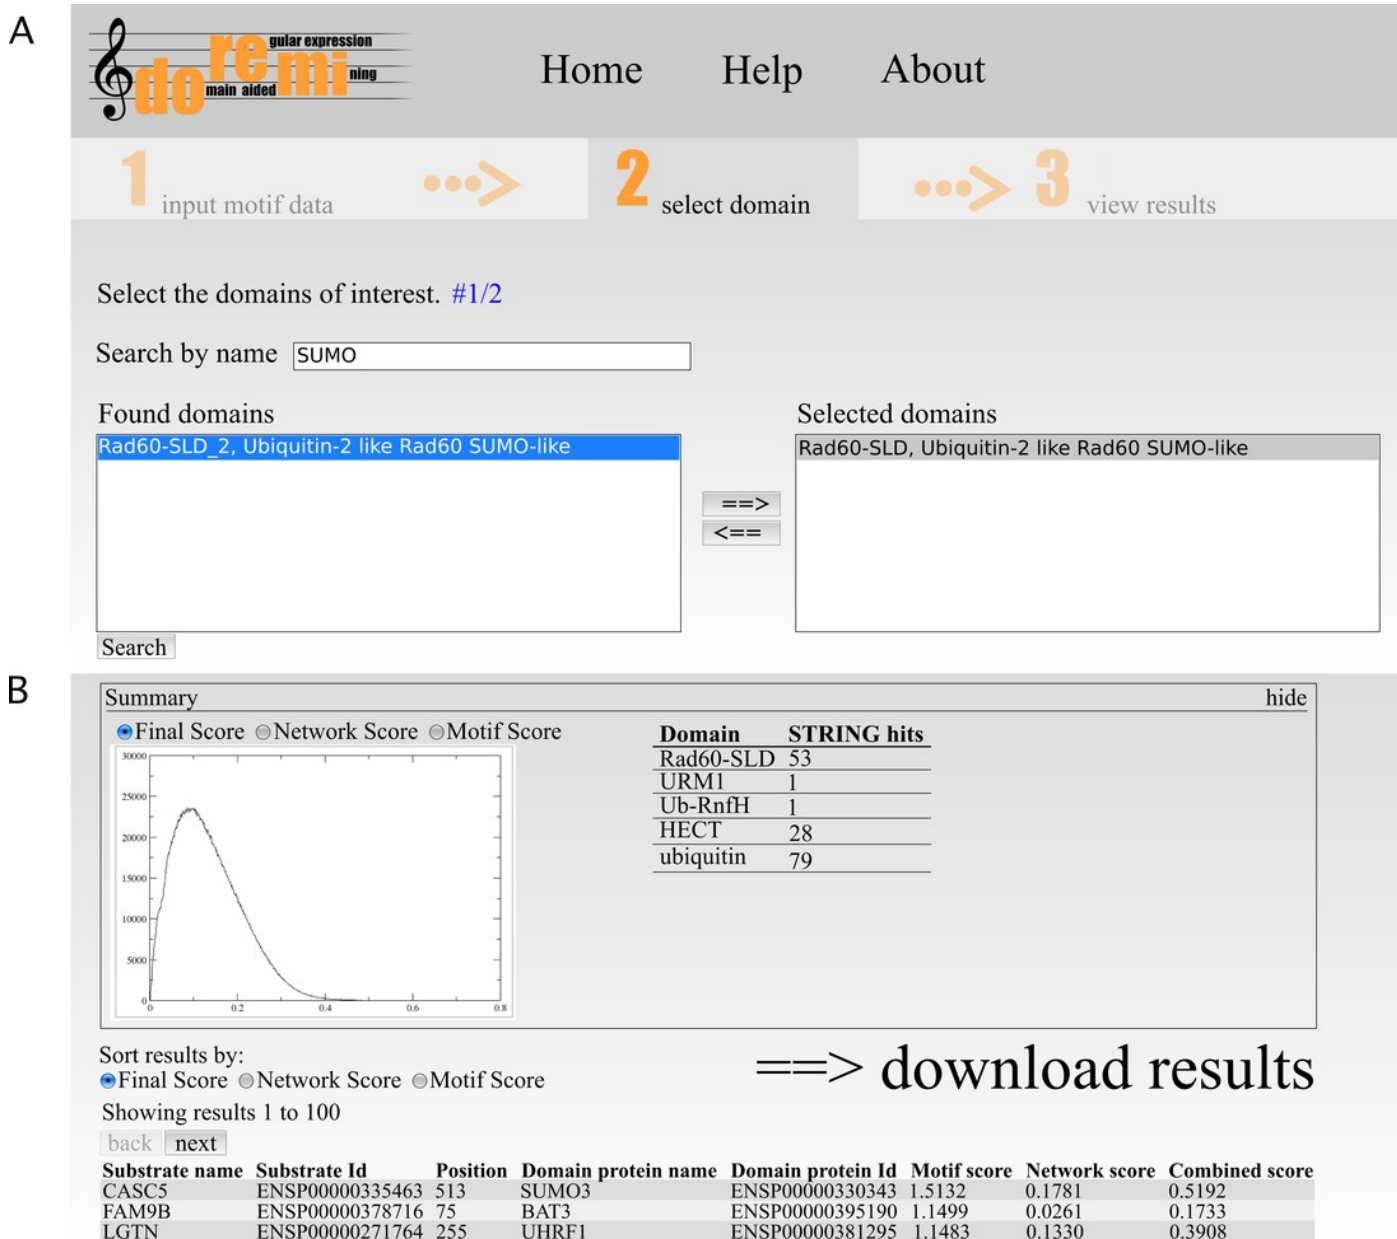 A
do main aided re gular expression mi ning
Home Help About
1 input motif data
2 select domain
3 view results
Select the domains of interest. #1/2
Search by name SUMO
Found domains
Selected domains
Rad60-SLD_2, Ubiquitin-2 like Rad60 SUMO-like
Rad60-SLD, Ubiquitin-2 like Rad60 SUMO-like
==>
<==
Search
B
Summary hide
Final Score Network Score Motif Score
30000
25000
20000
15000
10000
5000
0
0 0.2 0.4 0.6 0.8
Domain STRING hits
Rad60-SLD 53
URM1 1
Ub-RnfH 1
HECT 28
ubiquitin 79
Sort results by:
Final Score Network Score Motif Score
==> download results
Showing results 1 to 100
back next
Substrate name Substrate Id Position Domain protein name Domain protein Id Motif score Network score Combined score
CASC5 ENSP00000335463 513 SUMO3 ENSP00000330343 1.5132 0.1781 0.5192
FAM9B ENSP00000378716 75 BAT3 ENSP00000395190 1.1499 0.0261 0.1733
LGTN ENSP00000271764 255 UHRF1 ENSP00000381295 1.1483 0.1330 0.3908